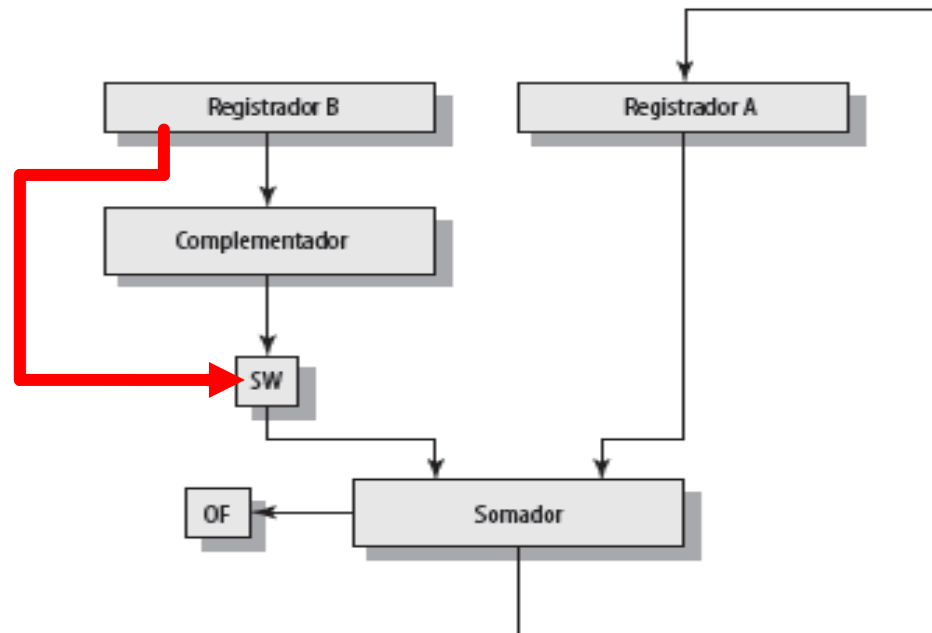 Registrador B
Registrador A
Complementador
SW
OF
Somador